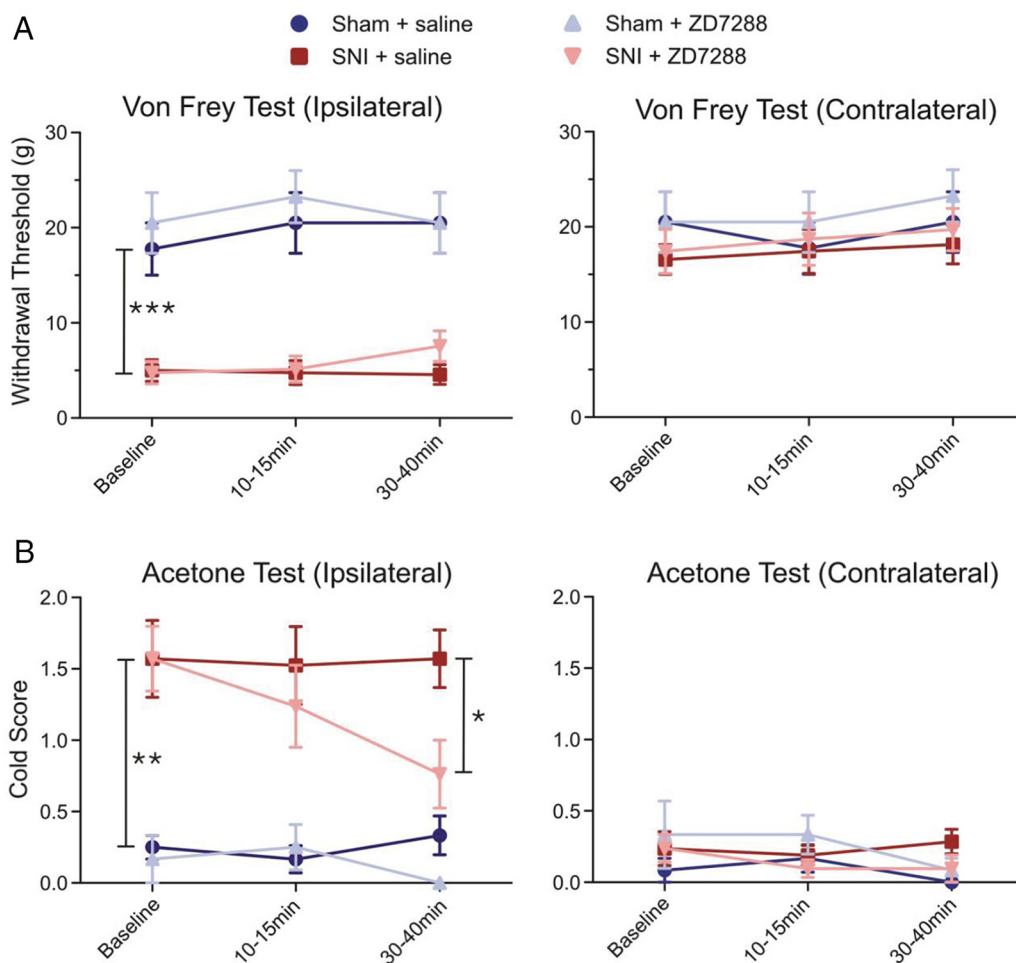 A
Sham + saline
Sham + ZD7288
SNI + saline
SNI + ZD7288
Von Frey Test (Ipsilateral)
Von Frey Test (Contralateral)
Withdrawal Threshold (g)
30
20
10
0
***
Baseline
10-15min
30-40min
30
20
10
0
Baseline
10-15min
30-40min
B
Acetone Test (Ipsilateral)
Acetone Test (Contralateral)
Cold Score
2.0
1.5
1.0
0.5
0.0
**
*
Baseline
10-15min
30-40min
2.0
1.5
1.0
0.5
0.0
Baseline
10-15min
30-40min